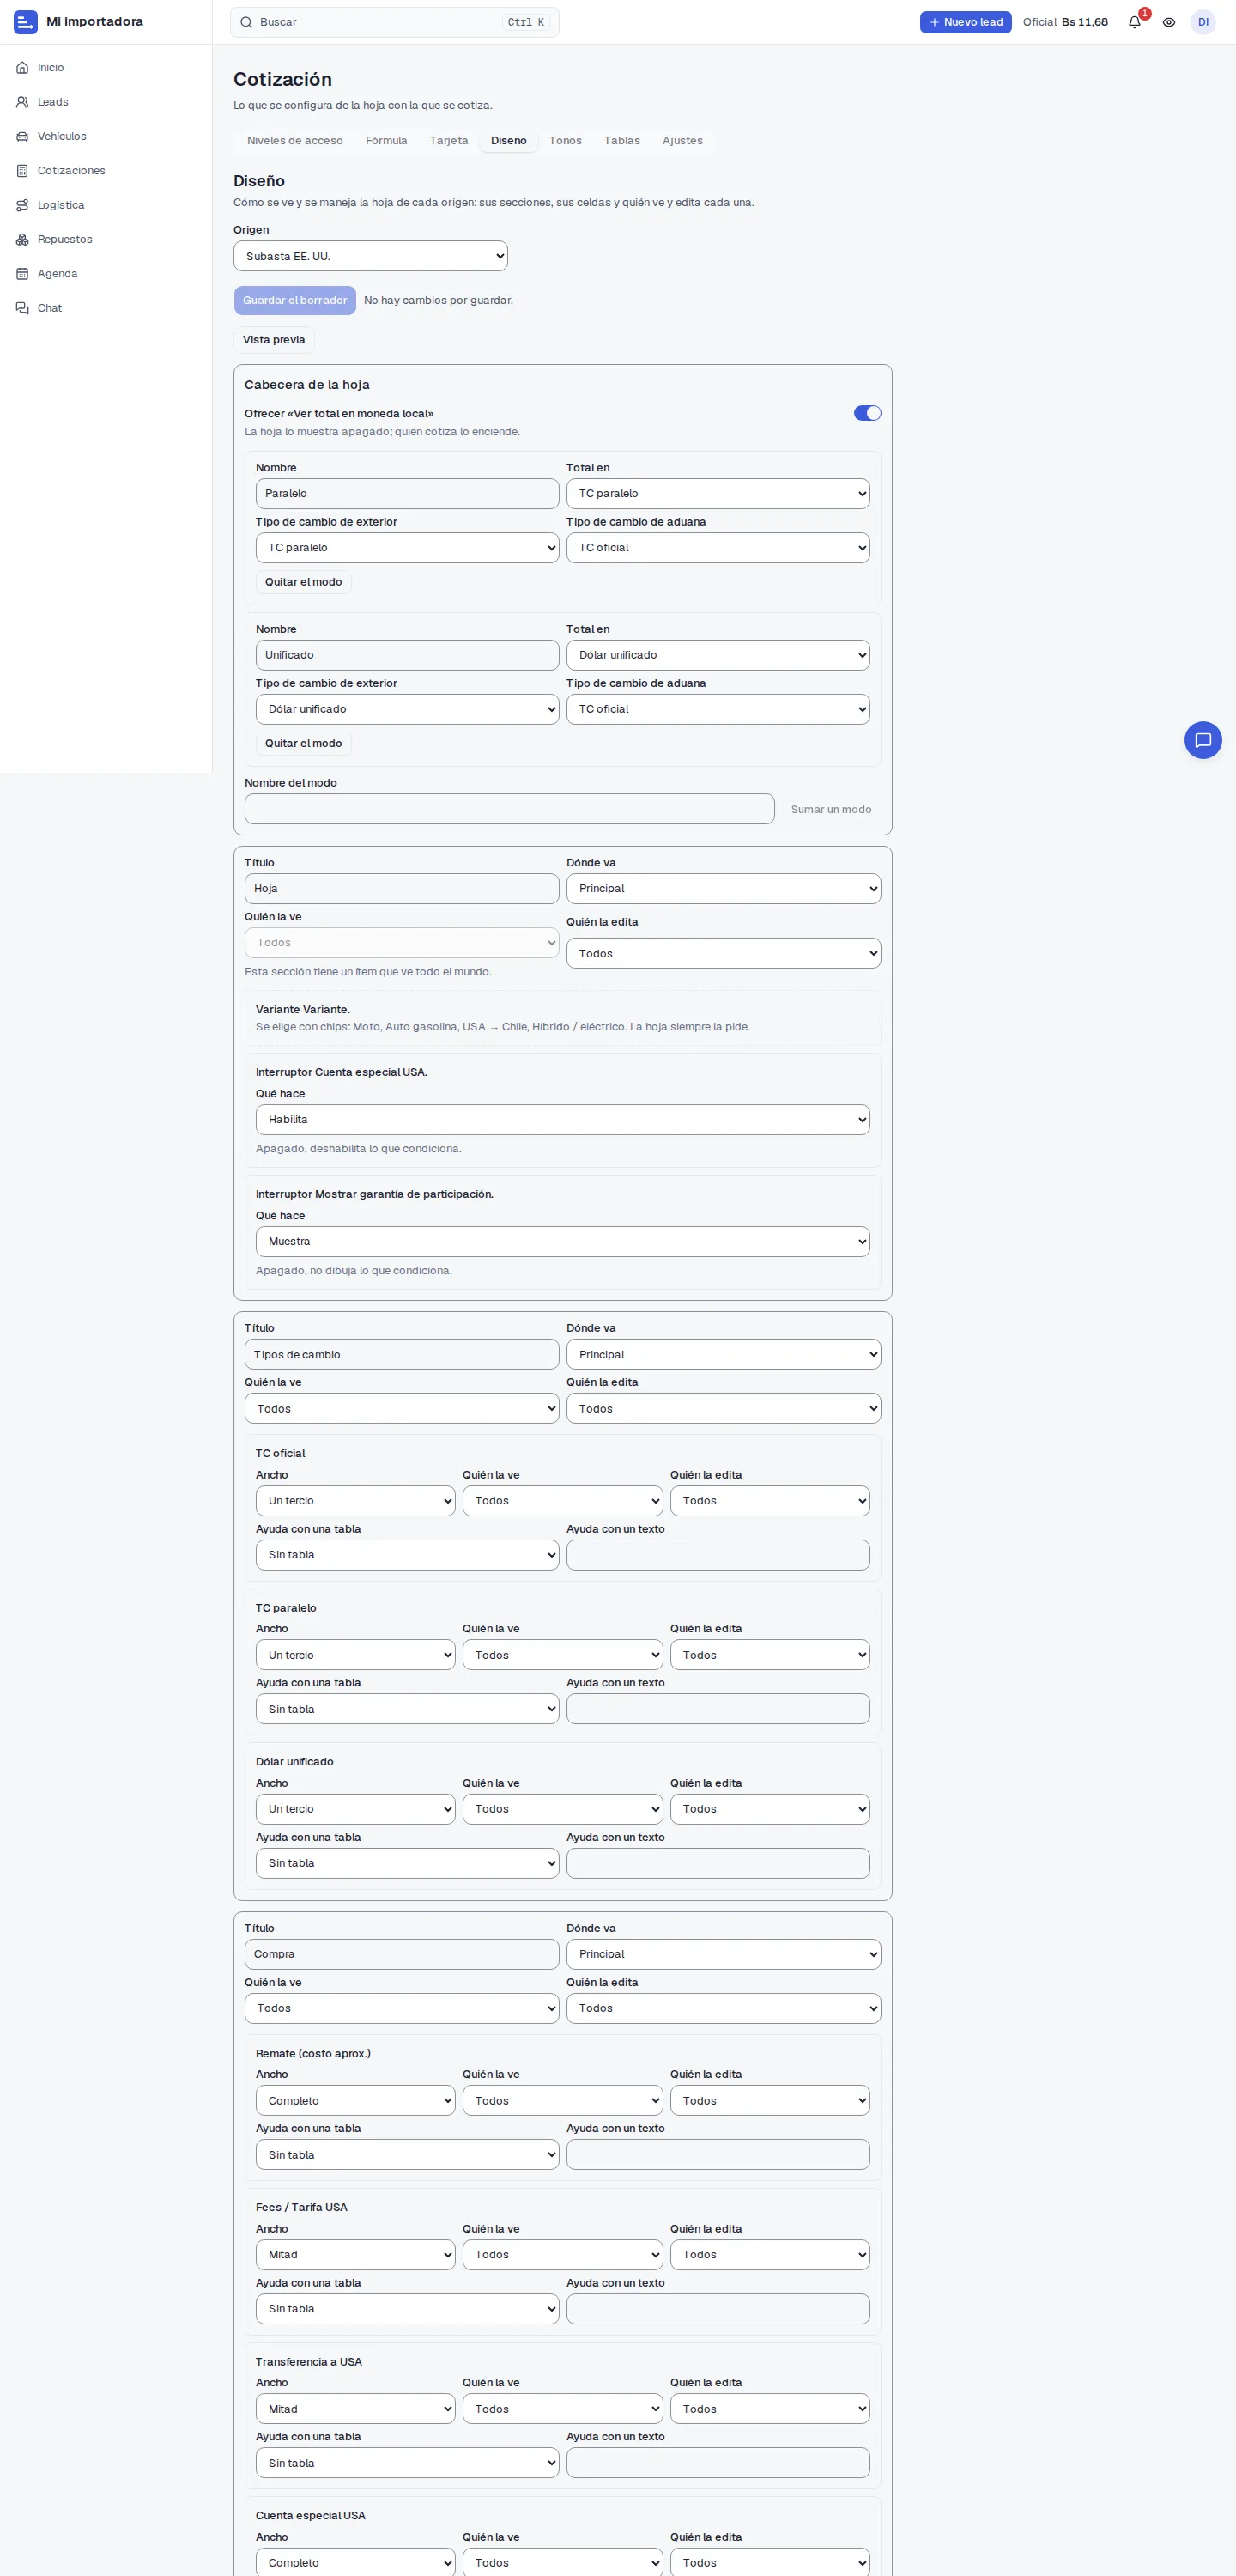 Mi importadora
Buscar
Ctrl K
Nuevo lead
Oficial Bs 11,68
1
DI
Inicio
Leads
Vehículos
Cotizaciones
Logística
Repuestos
Agenda
Chat
Cotización
Lo que se configura de la hoja con la que se cotiza.
Niveles de acceso Fórmula Tarjeta Diseño Tonos Tablas Ajustes
Diseño
Cómo se ve y se maneja la hoja de cada origen: sus secciones, sus celdas y quién ve y edita cada una.
Origen
Subasta EE. UU.
Guardar el borrador No hay cambios por guardar.
Vista previa
Cabecera de la hoja
Ofrecer «Ver total en moneda local»
La hoja lo muestra apagado; quien cotiza lo enciende.
Nombre Total en
Paralelo TC paralelo
Tipo de cambio de exterior Tipo de cambio de aduana
TC paralelo TC oficial
Quitar el modo
Nombre Total en
Unificado Dólar unificado
Tipo de cambio de exterior Tipo de cambio de aduana
Dólar unificado TC oficial
Quitar el modo
Nombre del modo
Sumar un modo
Título Dónde va
Hoja Principal
Quién la ve Quién la edita
Todos Todos
Esta sección tiene un ítem que ve todo el mundo.
Variante Variante.
Se elige con chips: Moto, Auto gasolina, USA → Chile, Híbrido / eléctrico. La hoja siempre la pide.
Interruptor Cuenta especial USA.
Qué hace
Habilita
Apagado, deshabilita lo que condiciona.
Interruptor Mostrar garantía de participación.
Qué hace
Muestra
Apagado, no dibuja lo que condiciona.
Título Dónde va
Tipos de cambio Principal
Quién la ve Quién la edita
Todos Todos
TC oficial
Ancho Quién la ve Quién la edita
Un tercio Todos Todos
Ayuda con una tabla Ayuda con un texto
Sin tabla
TC paralelo
Ancho Quién la ve Quién la edita
Un tercio Todos Todos
Ayuda con una tabla Ayuda con un texto
Sin tabla
Dólar unificado
Ancho Quién la ve Quién la edita
Un tercio Todos Todos
Ayuda con una tabla Ayuda con un texto
Sin tabla
Título Dónde va
Compra Principal
Quién la ve Quién la edita
Todos Todos
Remate (costo aprox.)
Ancho Quién la ve Quién la edita
Completo Todos Todos
Ayuda con una tabla Ayuda con un texto
Sin tabla
Fees / Tarifa USA
Ancho Quién la ve Quién la edita
Mitad Todos Todos
Ayuda con una tabla Ayuda con un texto
Sin tabla
Transferencia a USA
Ancho Quién la ve Quién la edita
Mitad Todos Todos
Ayuda con una tabla Ayuda con un texto
Sin tabla
Cuenta especial USA
Ancho Quién la ve Quién la edita
Completo Todos Todos